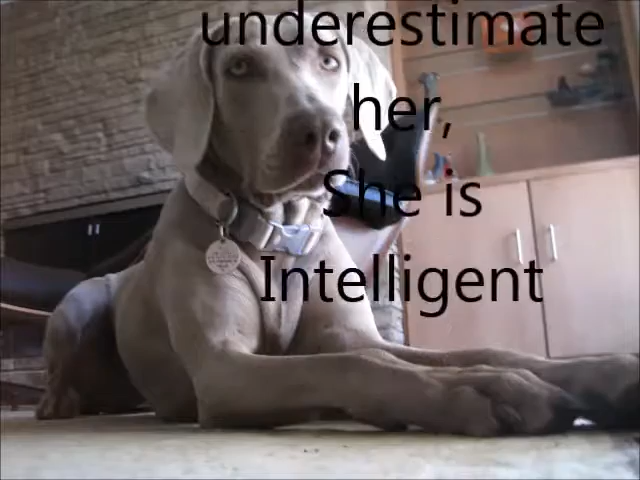 underestimate
her,
She is
Intelligent